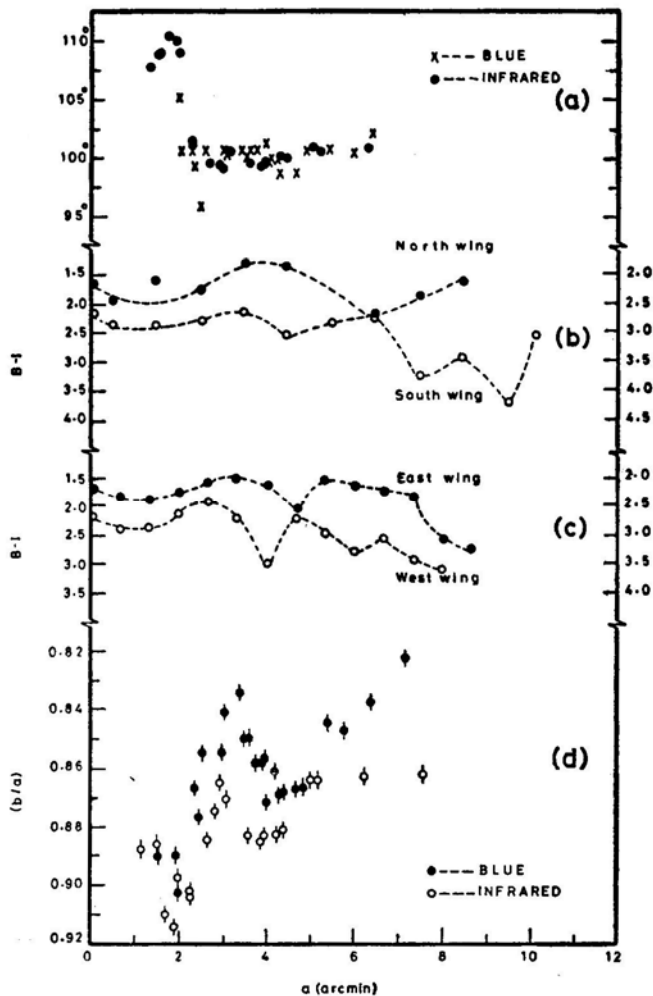 110°
105°
100°
95°
x--- BLUE
●--- INFRARED
(a)
North wing
1.5
2.0
2.5
3.0
3.5
4.0
B-I
South wing
2.0
2.5
3.0
3.5
4.0
4.5
(b)
East wing
1.5
2.0
2.5
3.0
3.5
B-I
West wing
2.0
2.5
3.0
3.5
4.0
(c)
0.82
0.84
0.86
0.88
0.90
0.92
(b/a)
(d)
●--- BLUE
○--- INFRARED
0 2 4 6 8 10 12
a (arcmin)